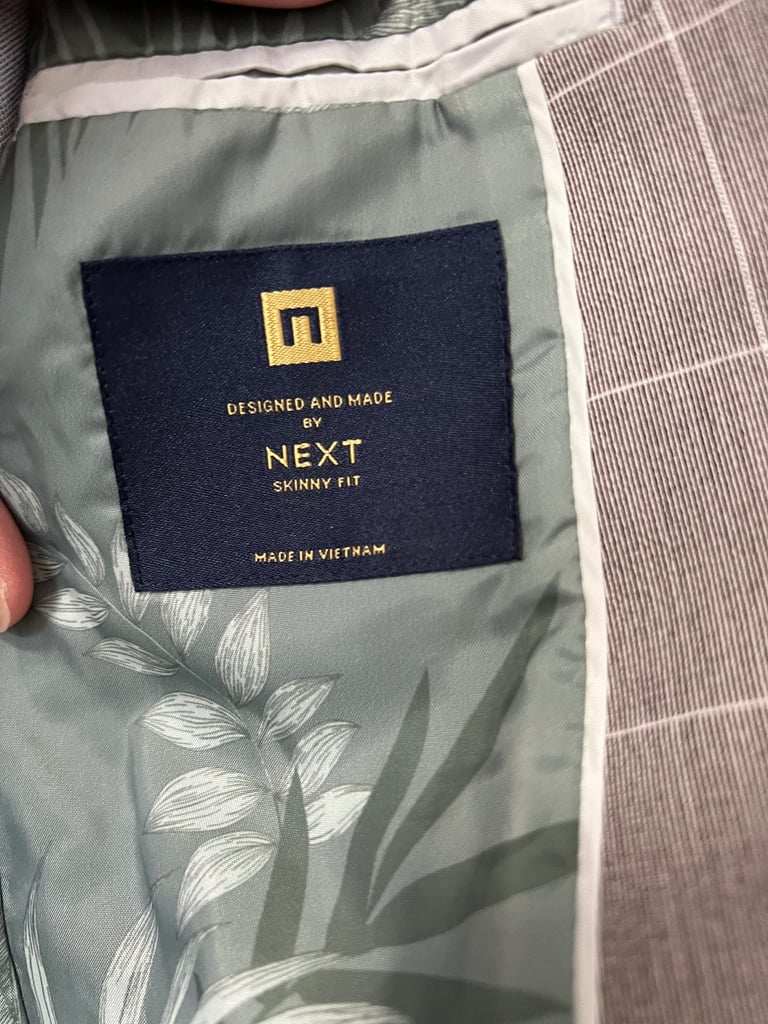 n
DESIGNED AND MADE
BY
NEXT
SKINNY FIT
MADE IN VIETNAM